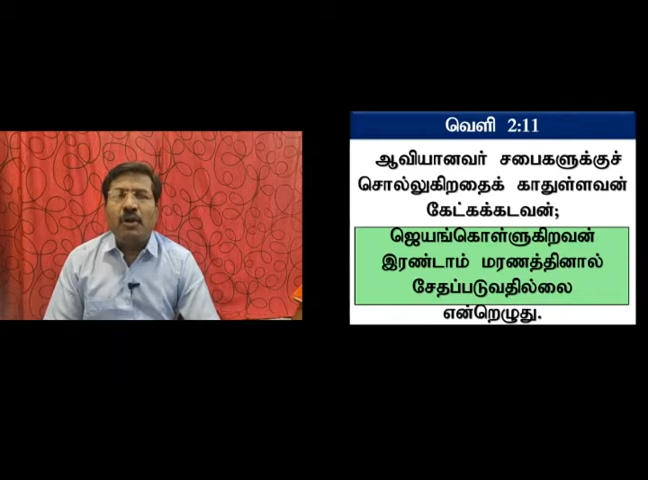 வெளி 2:11
ஆவியானவர் சபைகளுக்குச்
சொல்லுகிறதைக் காதுள்ளவன்
கேட்கக்கடவன்;
ஜெயங்கொள்ளுகிறவன்
இரண்டாம் மரணத்தினால்
சேதப்படுவதில்லை
என்றெழுது.